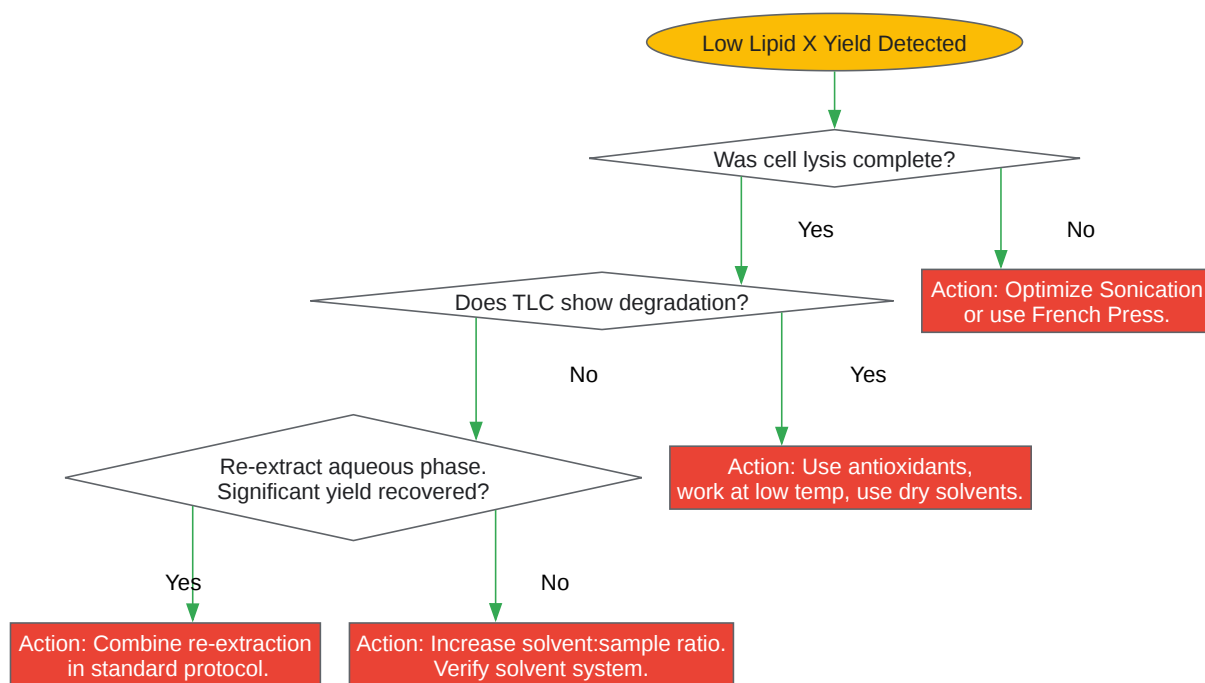 Low Lipid X Yield Detected
Was cell lysis complete?
Yes
No
Action: Optimize Sonication
or use French Press.
Does TLC show degradation?
No
Yes
Re-extract aqueous phase.
Significant yield recovered?
Action: Use antioxidants,
work at low temp, use dry solvents.
Yes
No
Action: Combine re-extraction
in standard protocol.
Action: Increase solvent:sample ratio.
Verify solvent system.